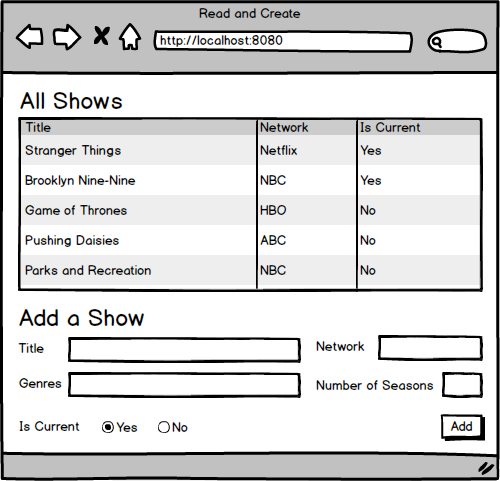 Read and Create
http://localhost:8080
All Shows
Title Network Is Current
Stranger Things Netflix Yes
Brooklyn Nine-Nine NBC Yes
Game of Thrones HBO No
Pushing Daisies ABC No
Parks and Recreation NBC No
Add a Show
Title Network
Genres Number of Seasons
Is Current Yes No Add